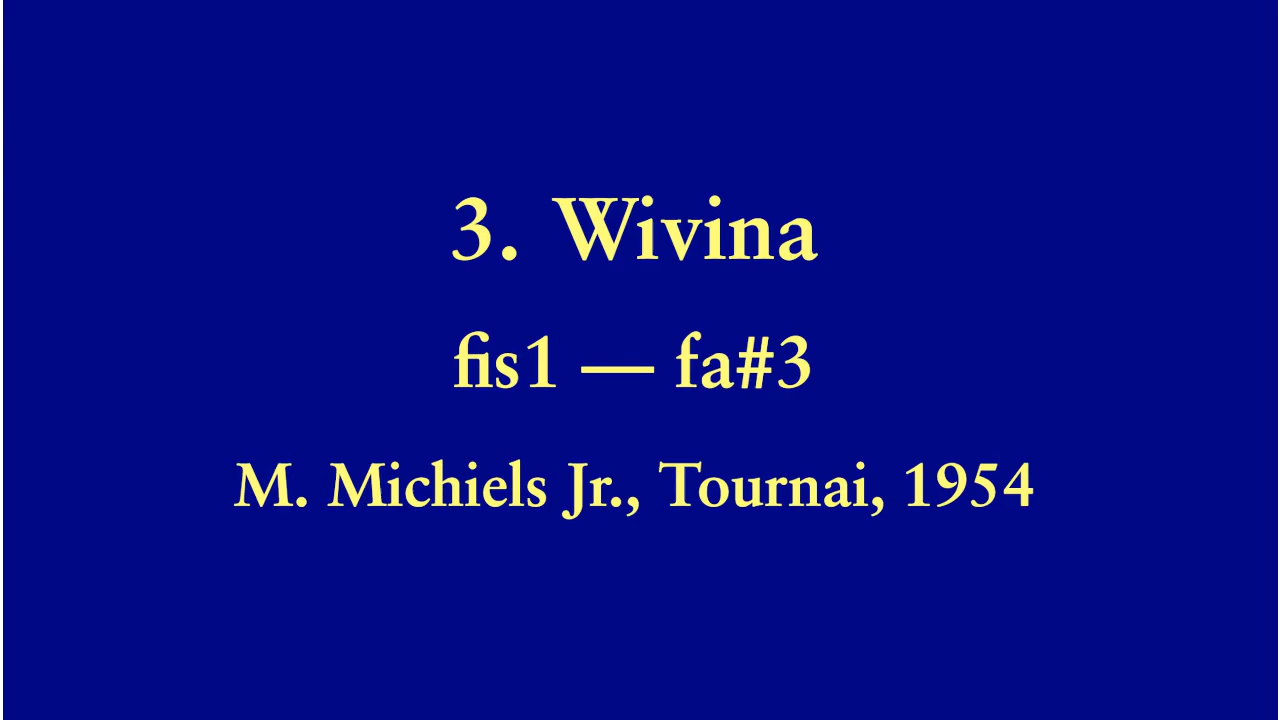 3. Wivina
fis1 — fa#3
M. Michiels Jr., Tournai, 1954